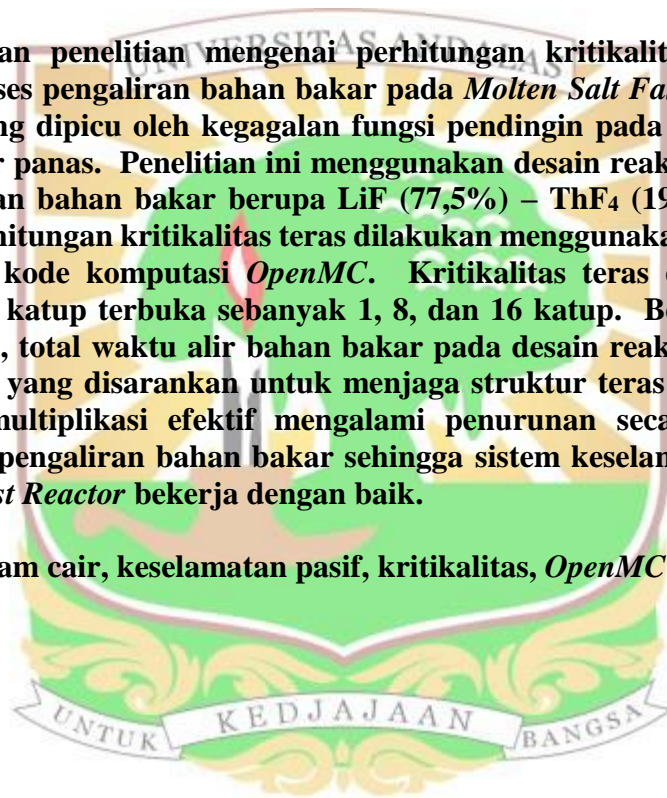 UNIVERSITAS ANDALAS
an penelitian mengenai perhitungan kritikalit
ses pengaliran bahan bakar pada Molten Salt Fa
ng dipicu oleh kegagalan fungsi pendingin pada
r panas. Penelitian ini menggunakan desain reak
an bahan bakar berupa LiF (77,5%) – ThF₄ (19
hitungan kritikalitas teras dilakukan menggunaka
kode komputasi OpenMC. Kritikalitas teras
katup terbuka sebanyak 1, 8, dan 16 katup. B
, total waktu alir bahan bakar pada desain reak
yang disarankan untuk menjaga struktur teras
multiplikasi efektif mengalami penurunan seca
pengaliran bahan bakar sehingga sistem keselan
st Reactor bekerja dengan baik.
am cair, keselamatan pasif, kritikalitas, OpenMC
UNTUK KEDJAJAAN BANGSA